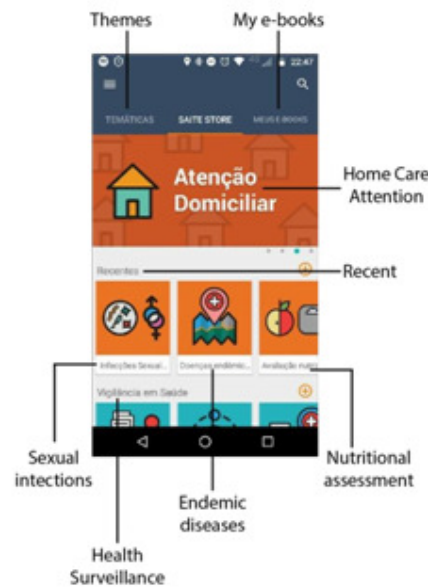 Themes
My e-books
22:47
TEMÁTICAS
SAITE STORE
MEUS E-BOOKS
Atenção
Domiciliar
Home Care
Attention
Recentes
Recent
Infecções Sexual...
Doenças endêmic...
Avaliação nutri
Vigilância em Saúde
Sexual
intections
Endemic
diseases
Nutritional
assessment
Health
Surveillance